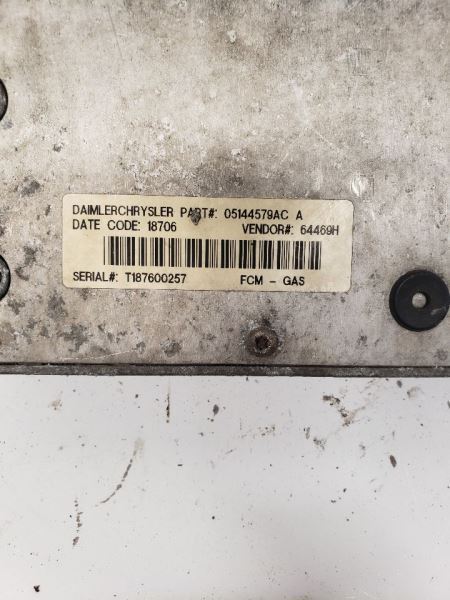 DAIMLERCHRYSLER PART#: 05144579AC A
DATE CODE: 18706 VENDOR#: 64469H
SERIAL#: T187600257 FCM - GAS